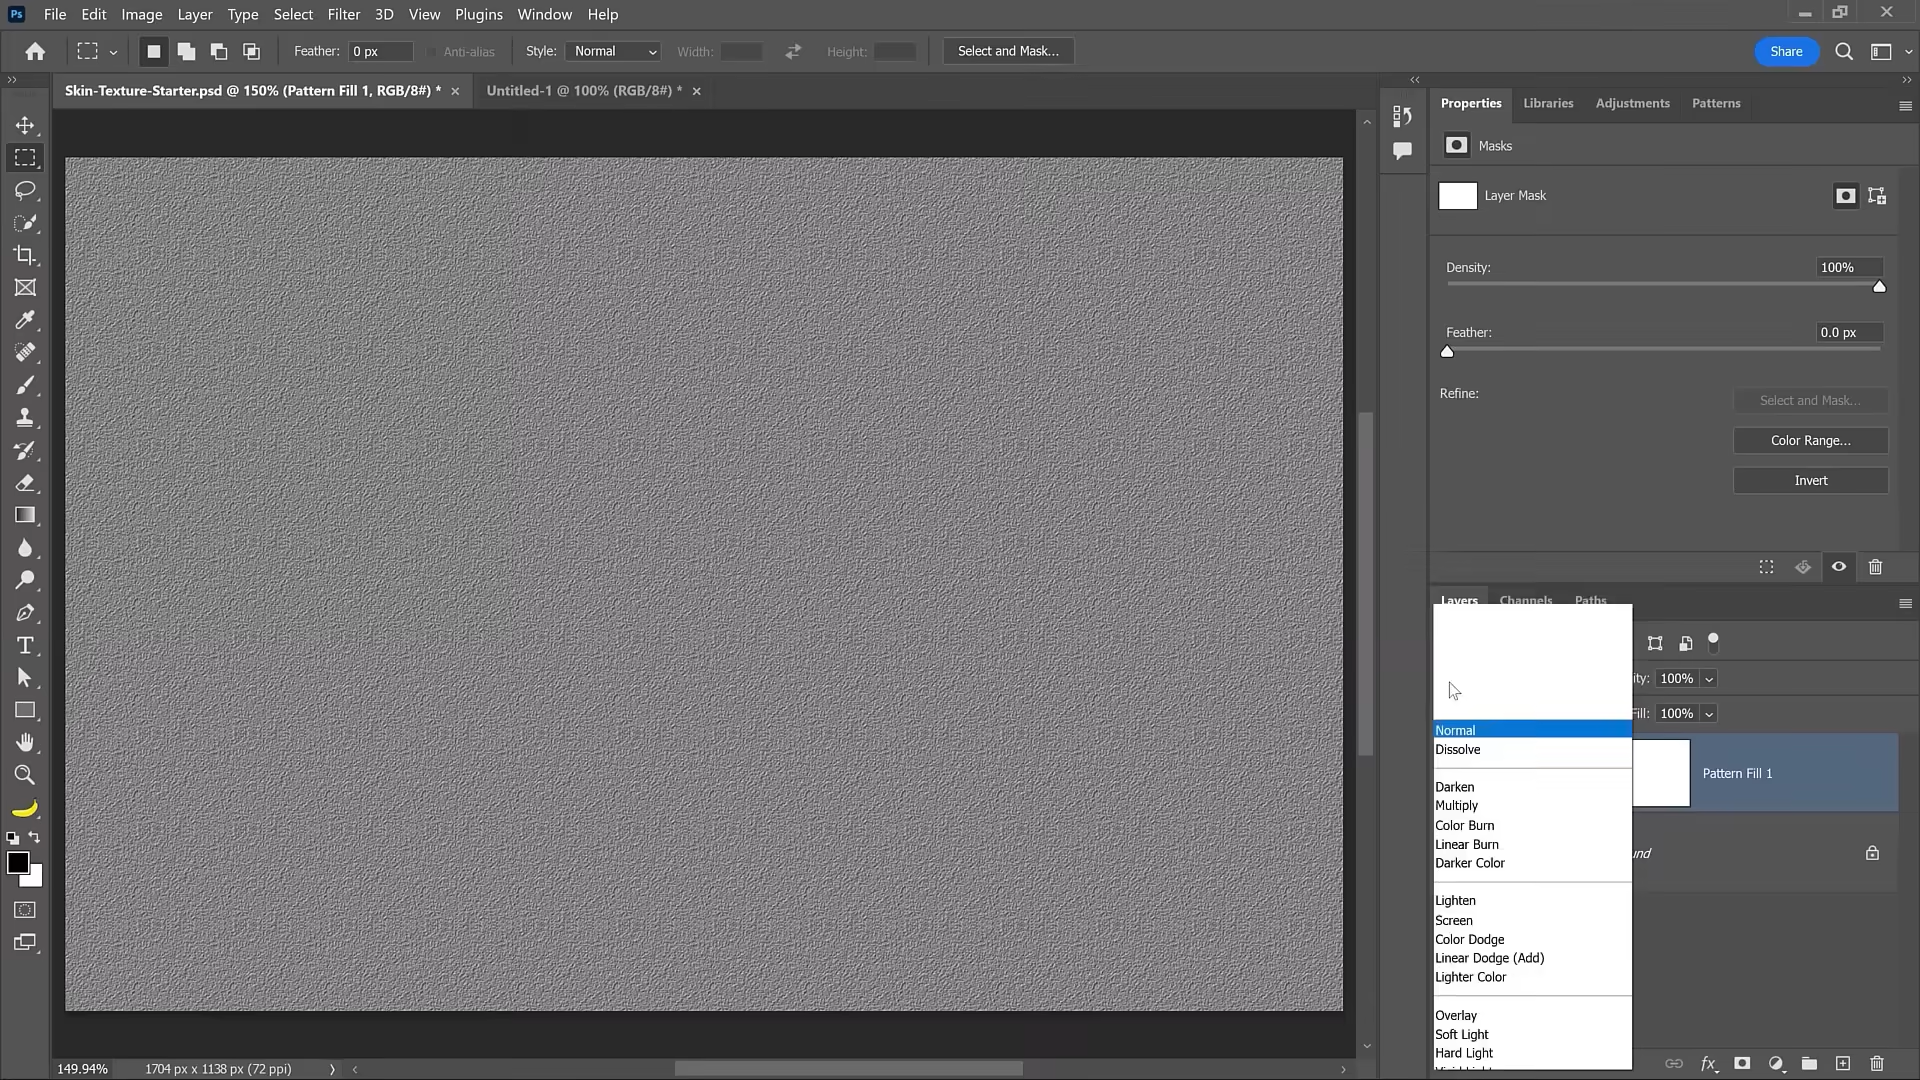 Ps File Edit Image Layer Type Select Filter 3D View Plugins Window Help
Feather: 0 px Anti-alias Style: Normal Width: Height: Select and Mask... Share
Skin-Texture-Starter.psd @ 150% (Pattern Fill 1, RGB/8#) * Untitled-1 @ 100% (RGB/8#) *
Properties Libraries Adjustments Patterns
Masks
Layer Mask
Density: 100%
Feather: 0.0 px
Refine:
Select and Mask...
Color Range...
Invert
Layers Channels Paths
ity: 100%
Fill: 100%
Normal
Dissolve
Pattern Fill 1
Darken
Multiply
Color Burn
Linear Burn
und
Darker Color
Lighten
Screen
Color Dodge
Linear Dodge (Add)
Lighter Color
Overlay
Soft Light
Hard Light
149.94% 1704 px x 1138 px (72 ppi)
fx